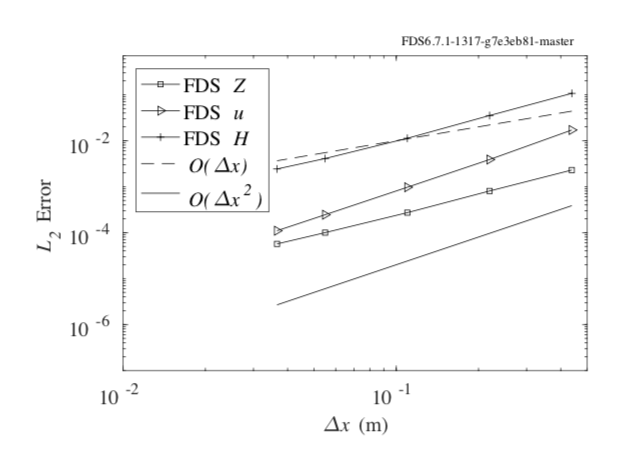 FDS6.7.1-1317-g7e3eb81-master
FDS Z
FDS u
FDS H
O(Δx)
O(Δx²)
10⁻²
10⁻⁴
10⁻⁶
L₂ Error
10⁻² 10⁻¹
Δx (m)